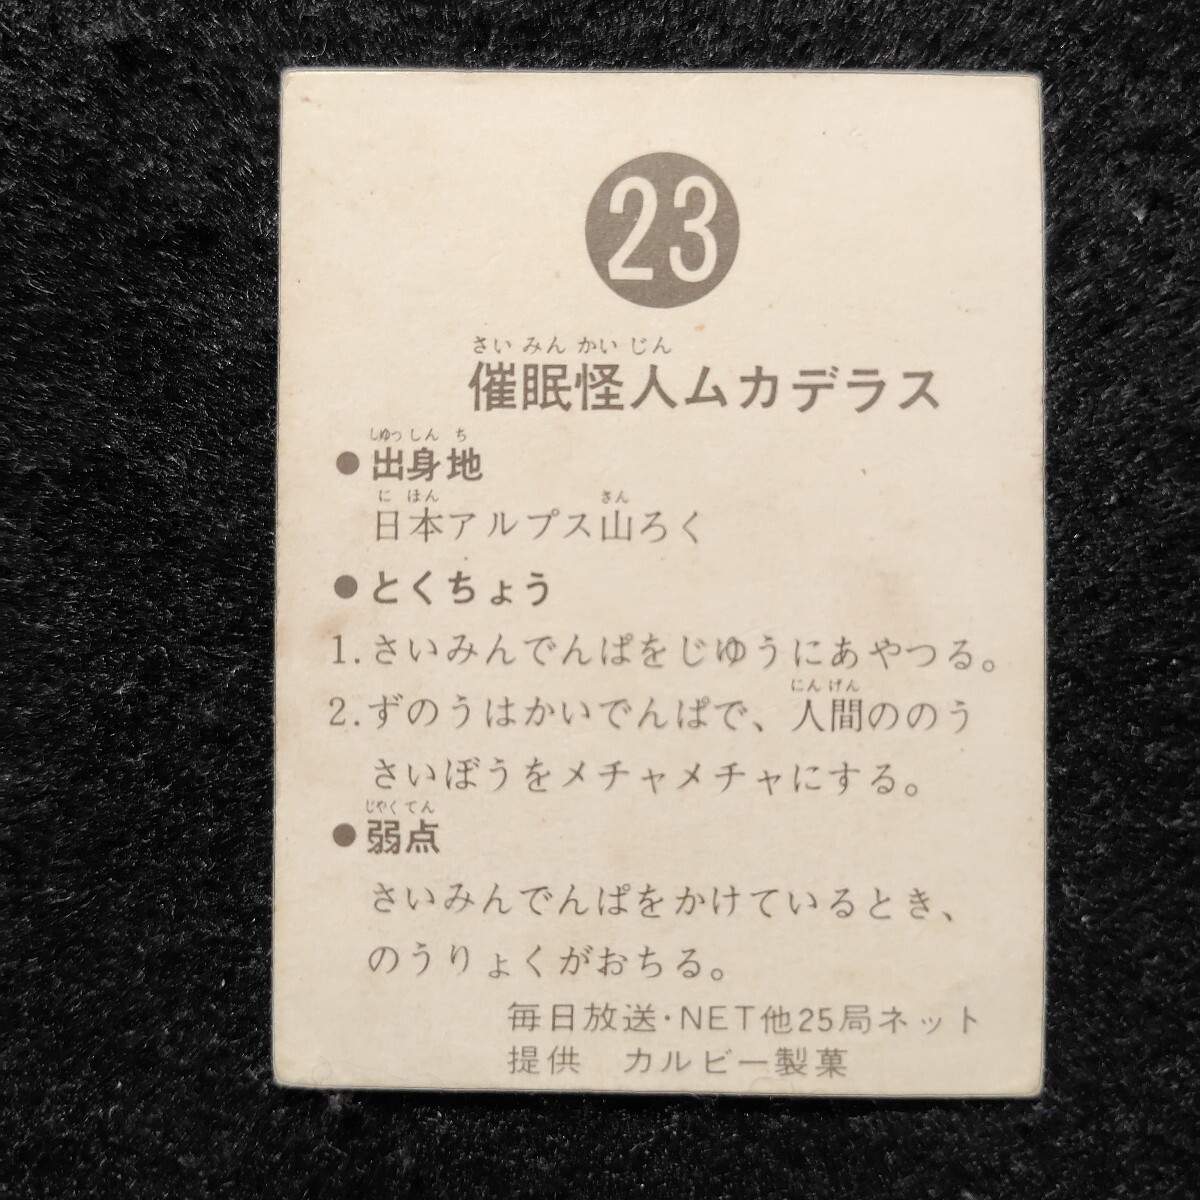 23
さいみんかいじん
催眠怪人ムカデラス
しゅっしんち
●出身地
にほん さん
日本アルプス山ろく
●とくちょう
1.さいみんでんぱをじゆうにあやつる。
にんげん
2.ずのうはかいでんぱで、人間ののう
さいぼうをメチャメチャにする。
じゃくてん
●弱点
さいみんでんぱをかけているとき、
のうりょくがおちる。
毎日放送・NET他25局ネット
提供 カルビー製菓